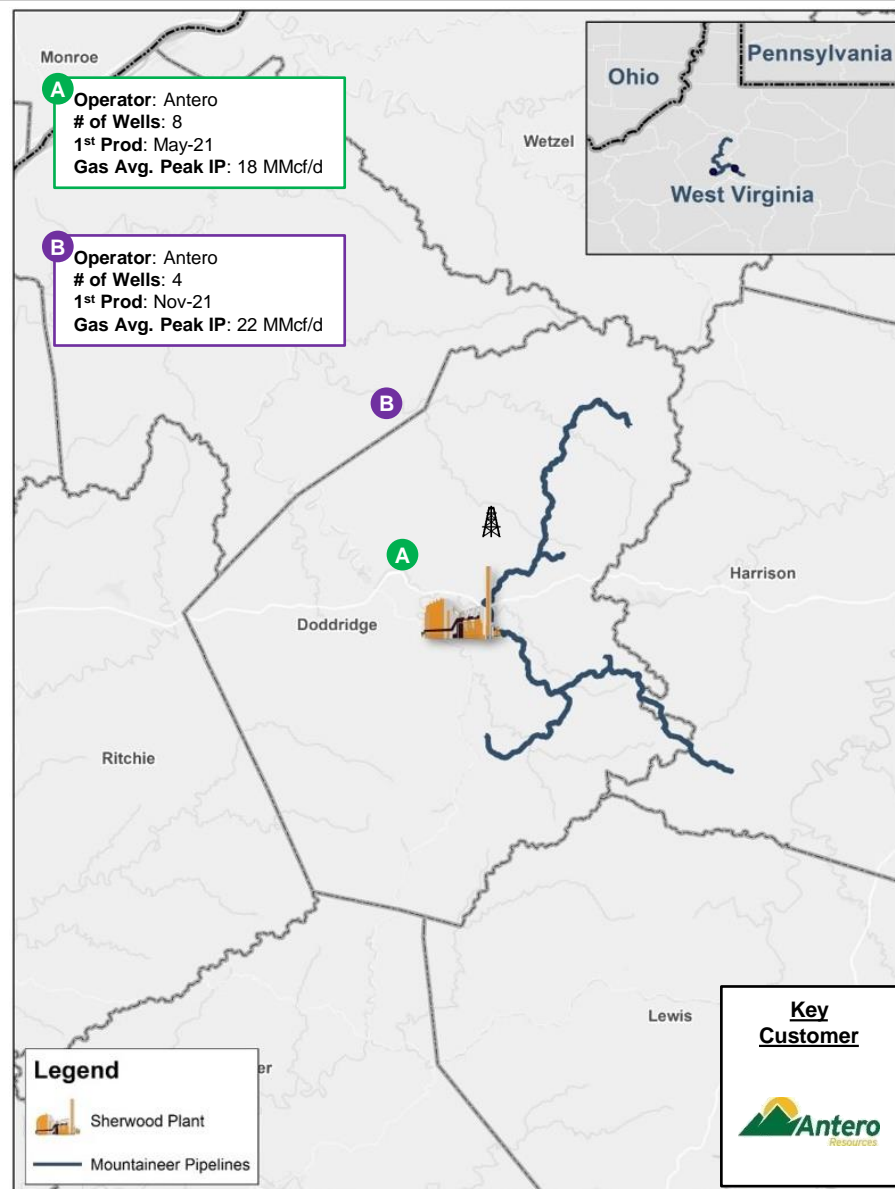 Monroe
A
Operator: Antero
# of Wells: 8
1st Prod: May-21
Gas Avg. Peak IP: 18 MMcf/d
Ohio
Pennsylvania
West Virginia
Wetzel
B
Operator: Antero
# of Wells: 4
1st Prod: Nov-21
Gas Avg. Peak IP: 22 MMcf/d
B
A
Harrison
Doddridge
Ritchie
Lewis
Key
Customer
Antero
Resources
er
Legend
Sherwood Plant
Mountaineer Pipelines